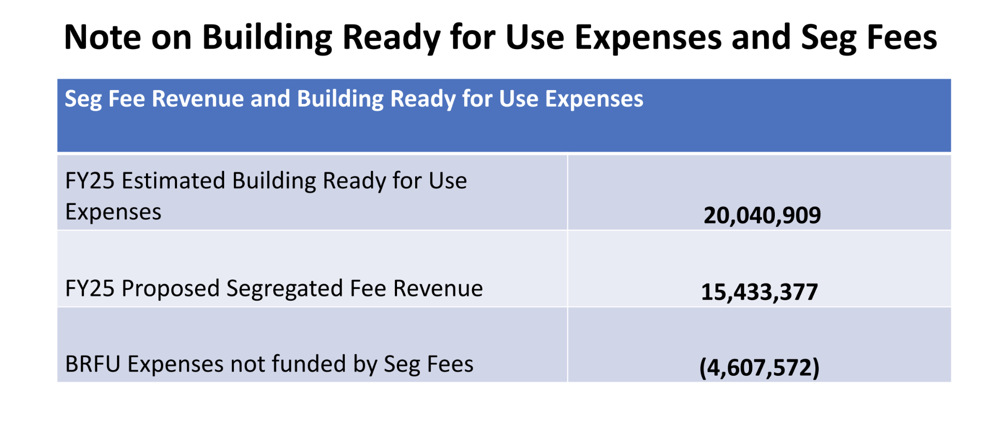 Note on Building Ready for Use Expenses and Seg Fees
Seg Fee Revenue and Building Ready for Use Expenses
FY25 Estimated Building Ready for Use
Expenses
20,040,909
FY25 Proposed Segregated Fee Revenue
15,433,377
BRFU Expenses not funded by Seg Fees
(4,607,572)